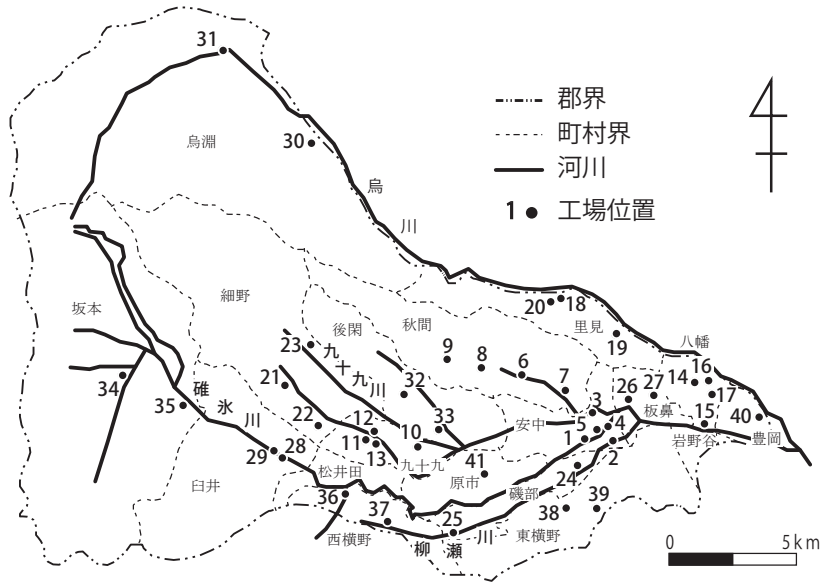 31
烏淵
30
烏
川
郡界
町村界
河川
1 ● 工場位置
坂本
細野
後閑
秋間
20 18
里見
19
八幡
23
九十九川
9
8
6
7
32
21
22
34
35
碓氷川
3
26
27
14
16
17
板鼻
15
40
岩野谷
豊岡
33
12
11
13
10
安中
5
1
4
2
29 28
松井田
九十九
41
原市
24
磯部
臼井
36
37
25
38
39
西横野
柳瀬川
東横野
0 5km